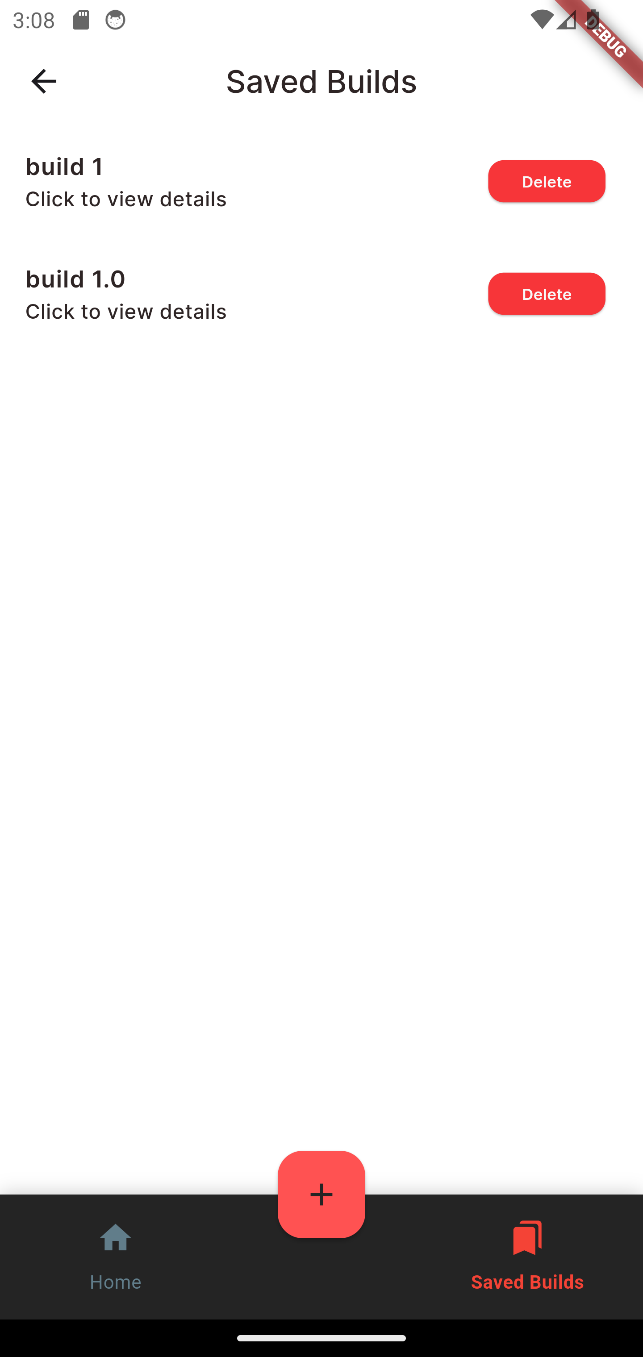 3:08
DEBUG
Saved Builds
build 1
Click to view details
Delete
build 1.0
Click to view details
Delete
Home
Saved Builds